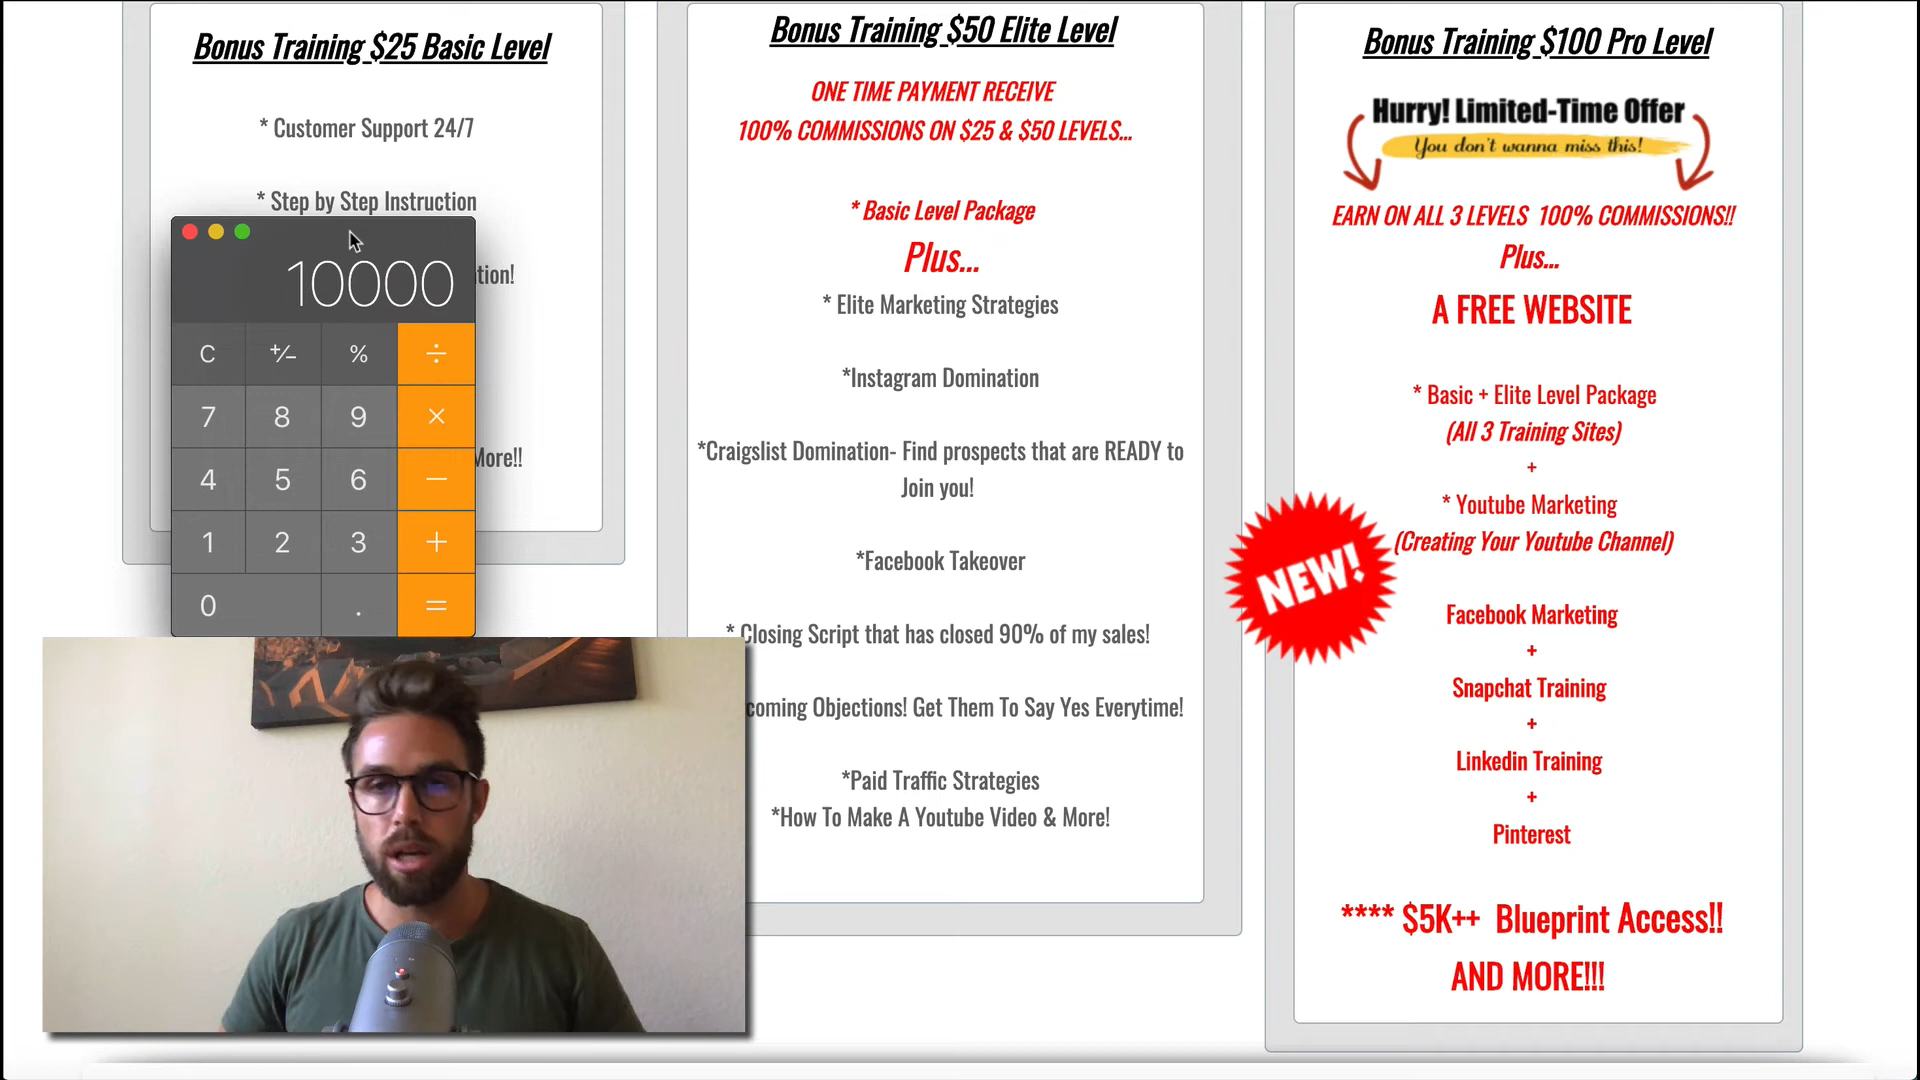 Bonus Training $25 Basic Level
* Customer Support 24/7
* Step by Step Instruction
tion!
More!!
10000
C +/− % ÷
7 8 9 ×
4 5 6 −
1 2 3 +
0 . =
Bonus Training $50 Elite Level
ONE TIME PAYMENT RECEIVE
100% COMMISSIONS ON $25 & $50 LEVELS...
* Basic Level Package
Plus...
* Elite Marketing Strategies
*Instagram Domination
*Craigslist Domination- Find prospects that are READY to
Join you!
*Facebook Takeover
* Closing Script that has closed 90% of my sales!
coming Objections! Get Them To Say Yes Everytime!
*Paid Traffic Strategies
*How To Make A Youtube Video & More!
Bonus Training $100 Pro Level
Hurry! Limited-Time Offer
You don't wanna miss this!
EARN ON ALL 3 LEVELS 100% COMMISSIONS!!
Plus...
A FREE WEBSITE
* Basic + Elite Level Package
(All 3 Training Sites)
+
* Youtube Marketing
(Creating Your Youtube Channel)
NEW!
Facebook Marketing
+
Snapchat Training
+
Linkedin Training
+
Pinterest
**** $5K++ Blueprint Access!!
AND MORE!!!